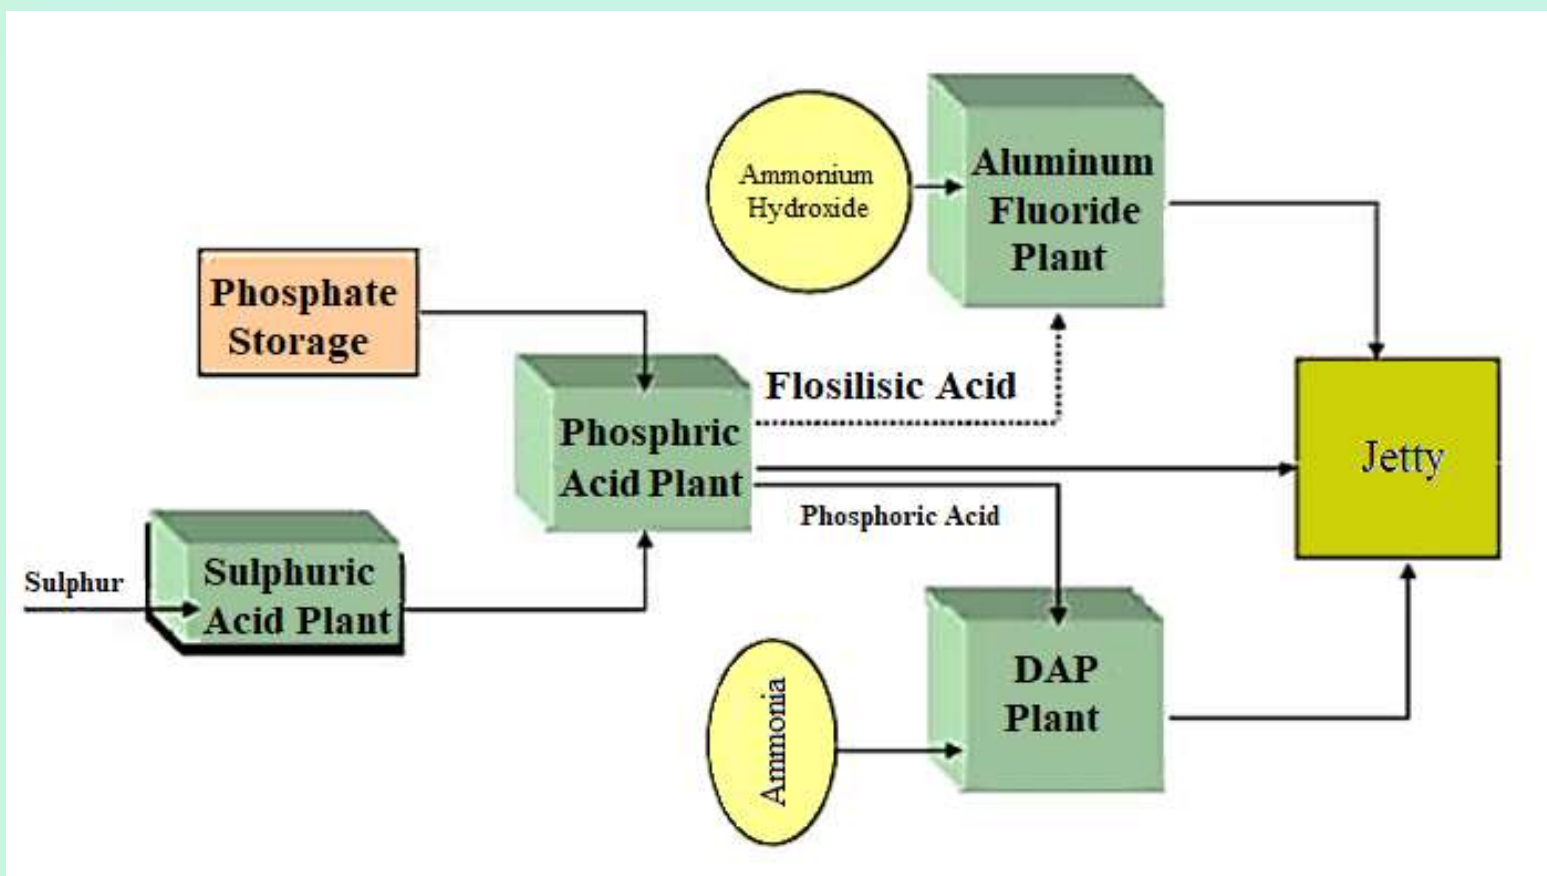 Ammonium
Hydroxide
Aluminum
Fluoride
Plant
Phosphate
Storage
Flosilisic Acid
Phosphric
Acid Plant
Jetty
Phosphoric Acid
Sulphur
Sulphuric
Acid Plant
Ammonia
DAP
Plant